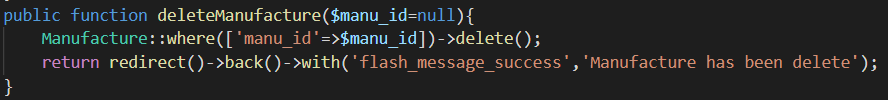 public function deleteManufacture($manu_id=null){
Manufacture::where(['manu_id'=>$manu_id])->delete();
return redirect()->back()->with('flash_message_success','Manufacture has been delete');
}